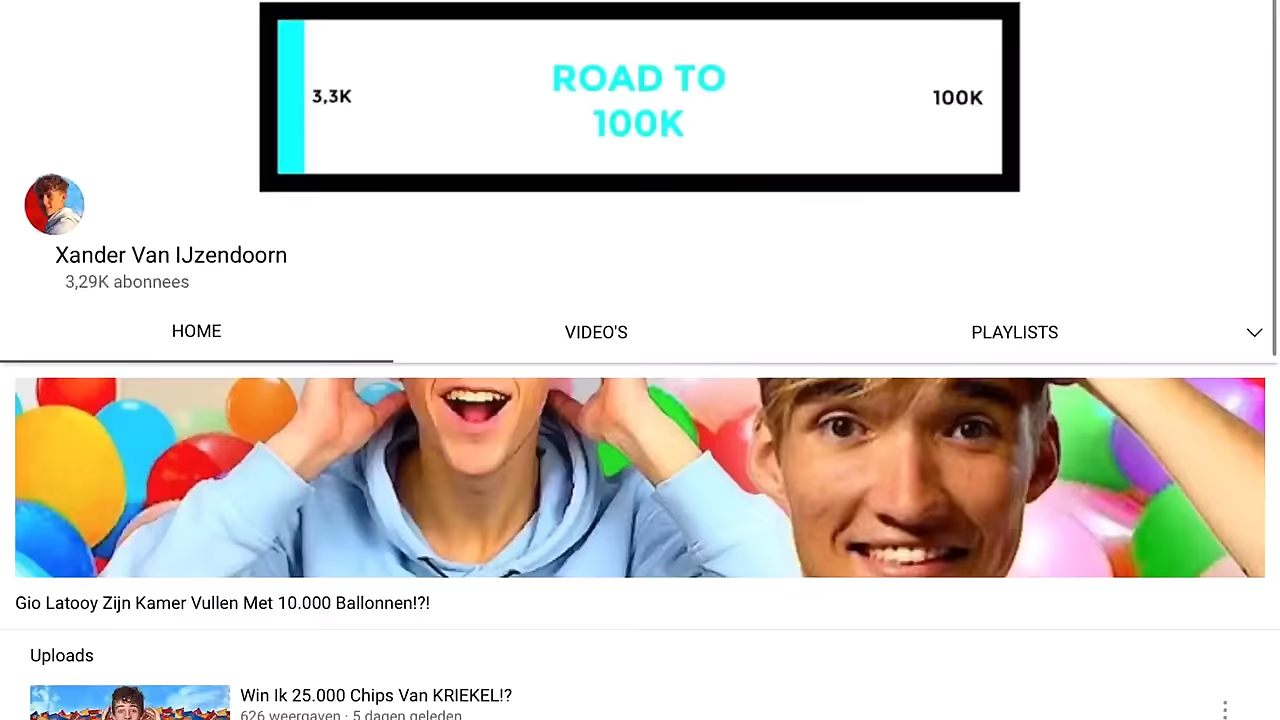 ROAD TO
100K
3,3K
100K
Xander Van IJzendoorn
3,29K abonnees
HOME
VIDEO'S
PLAYLISTS
Gio Latooy Zijn Kamer Vullen Met 10.000 Ballonnen!?!
Uploads
Win Ik 25.000 Chips Van KRIEKEL!?
626 weergaven · 5 dagen geleden